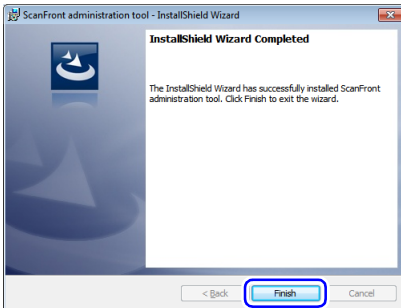 ScanFront administration tool - InstallShield Wizard
InstallShield Wizard Completed
The InstallShield Wizard has successfully installed ScanFront
administration tool. Click Finish to exit the wizard.
< Back
Finish
Cancel